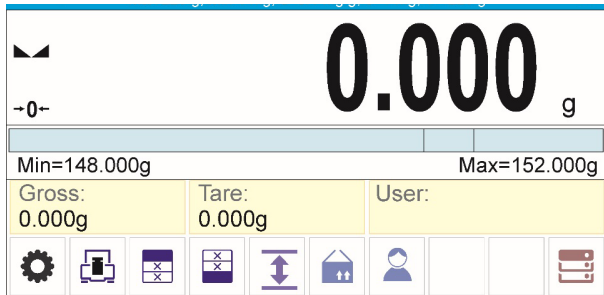 0.000 g
→0←
Min=148.000g Max=152.000g
Gross: Tare: User:
0.000g 0.000g